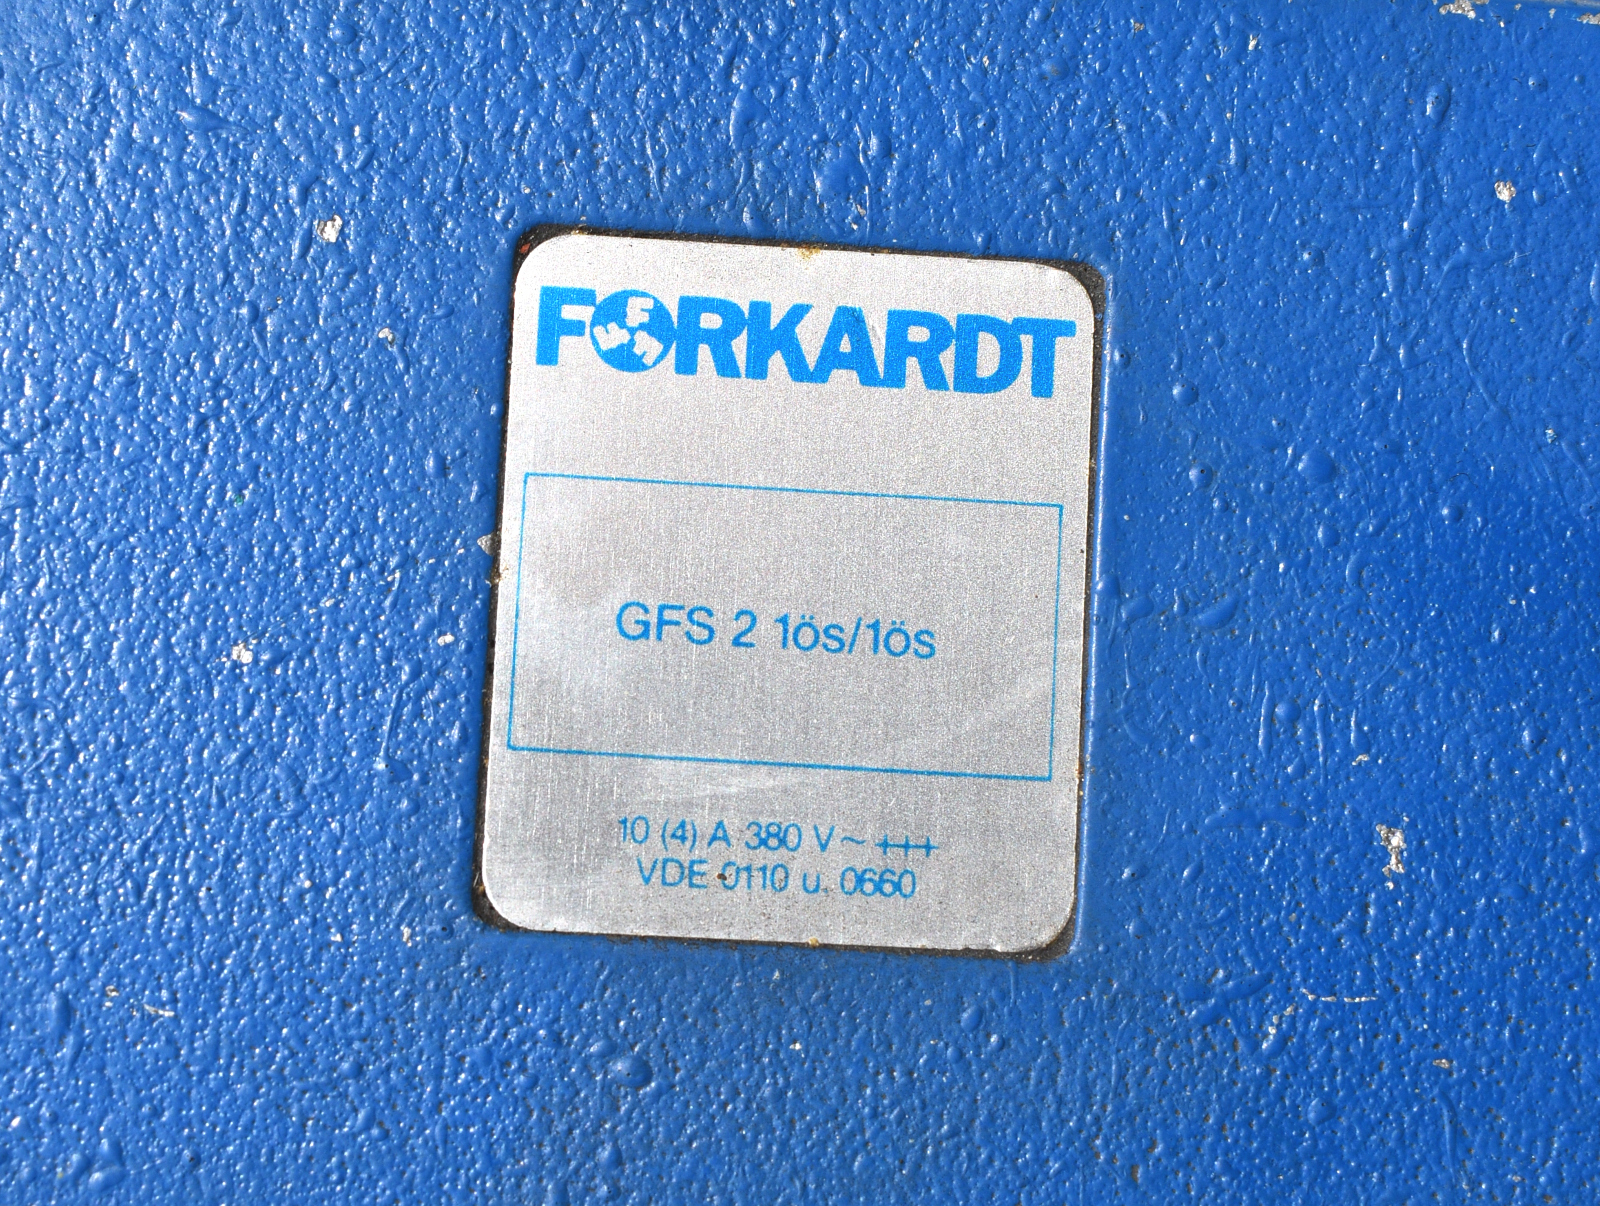 FORKARDT
GFS 2 1ös/1ös
10 (4) A 380 V ~
VDE 0110 u. 0660